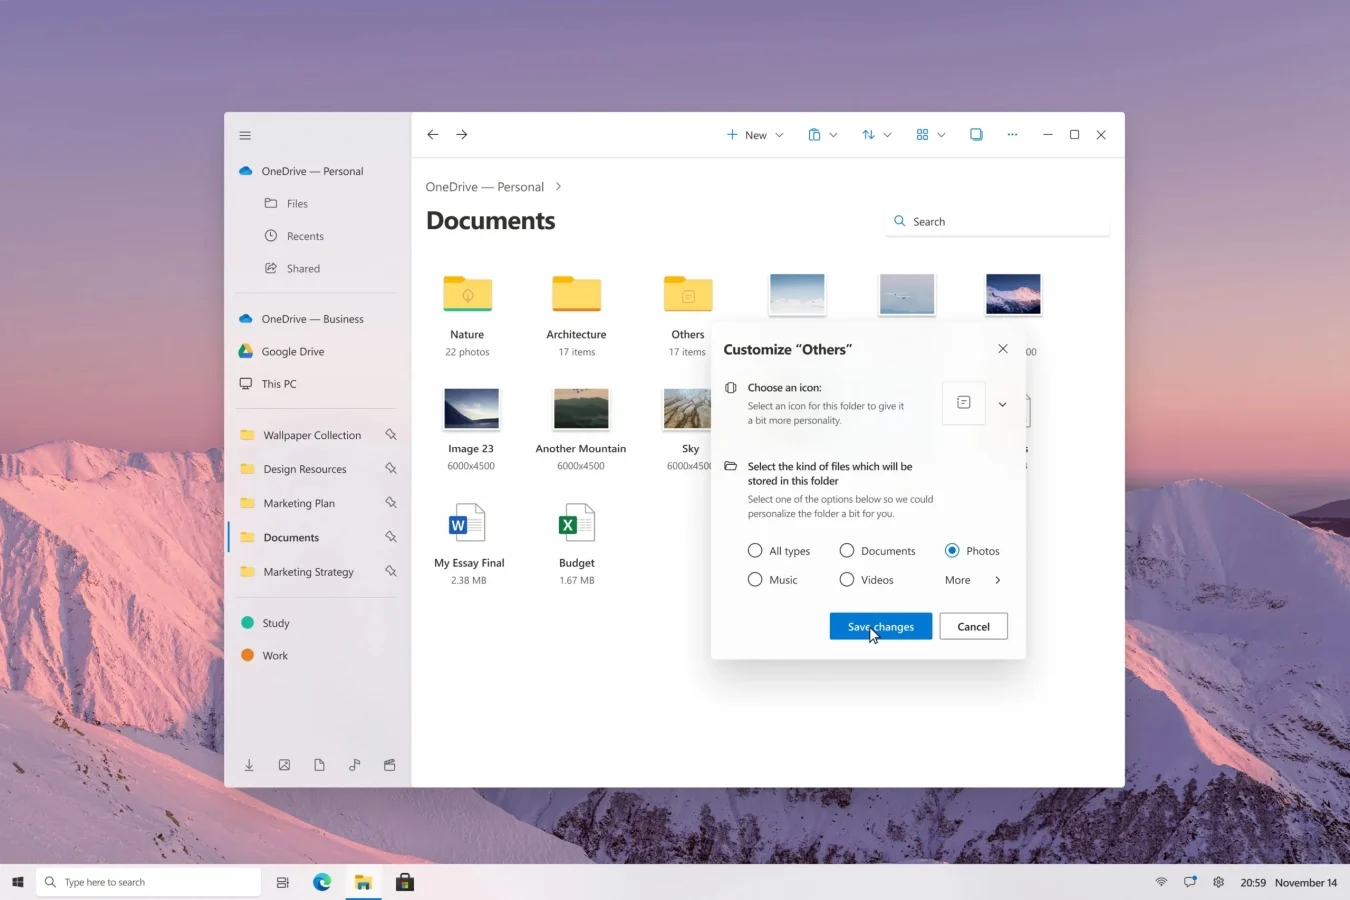 New
OneDrive — Personal
Files
Recents
Shared
OneDrive — Business
Google Drive
This PC
Wallpaper Collection
Design Resources
Marketing Plan
Documents
Marketing Strategy
Study
Work
OneDrive — Personal
Documents
Search
Nature
22 photos
Architecture
17 items
Others
17 items
00
Image 23
6000x4500
Another Mountain
6000x4500
Sky
6000x4500
s
My Essay Final
2.38 MB
Budget
1.67 MB
Customize “Others”
Choose an icon:
Select an icon for this folder to give it
a bit more personality.
Select the kind of files which will be
stored in this folder
Select one of the options below so we could
personalize the folder a bit for you.
All types
Documents
Photos
Music
Videos
More
Save changes
Cancel
Type here to search
20:59 November 14